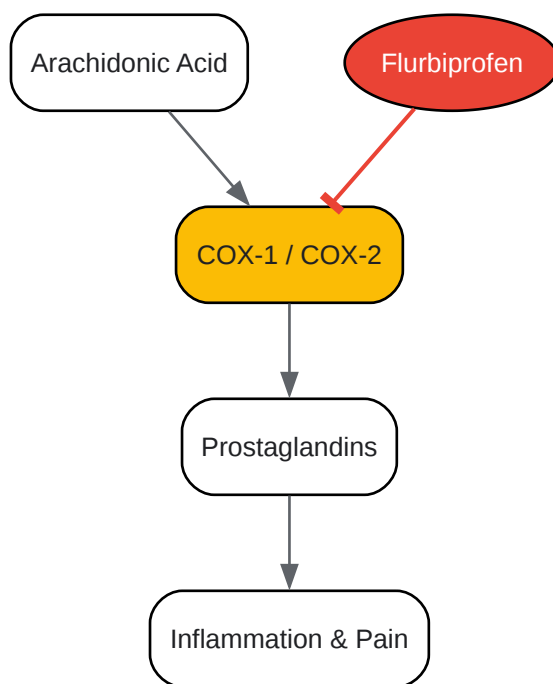 Arachidonic Acid
Flurbiprofen
COX-1 / COX-2
Prostaglandins
Inflammation & Pain